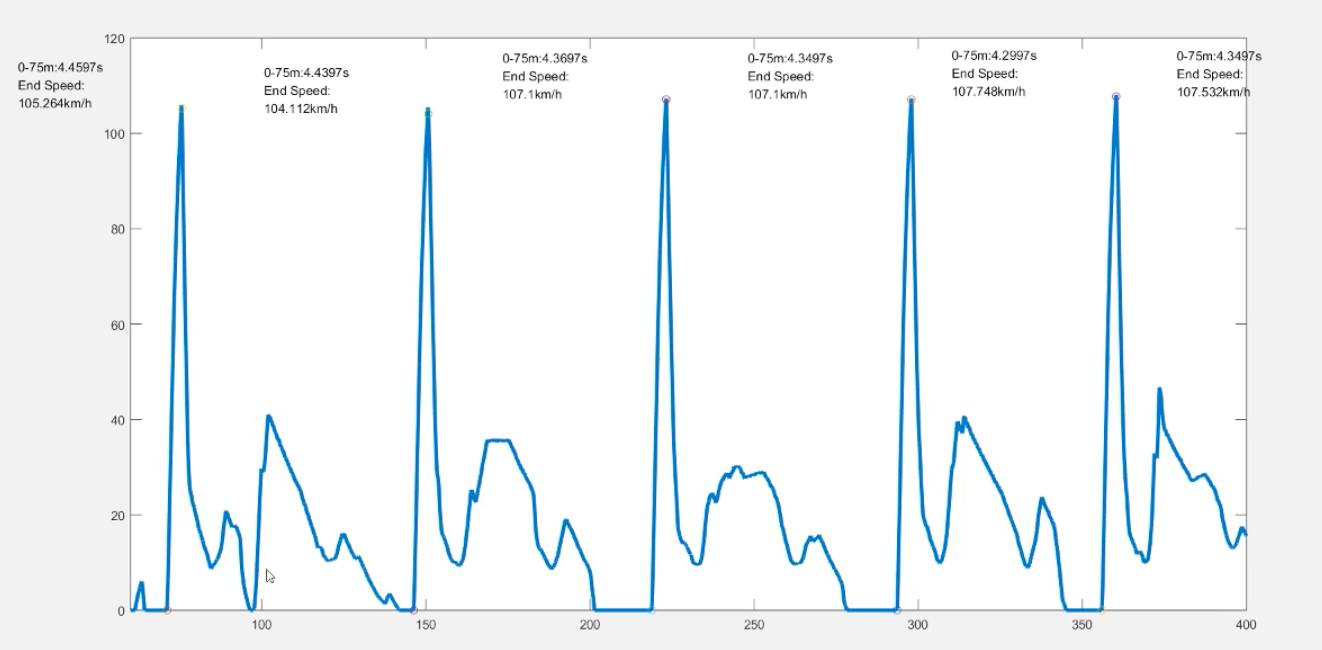 0-75m:4.4597s
End Speed:
105.264km/h
0-75m:4.4397s
End Speed:
104.112km/h
0-75m:4.3697s
End Speed:
107.1km/h
0-75m:4.3497s
End Speed:
107.1km/h
0-75m:4.2997s
End Speed:
107.748km/h
0-75m:4.3497s
End Speed:
107.532km/h
120
100
80
60
40
20
0
100
150
200
250
300
350
400